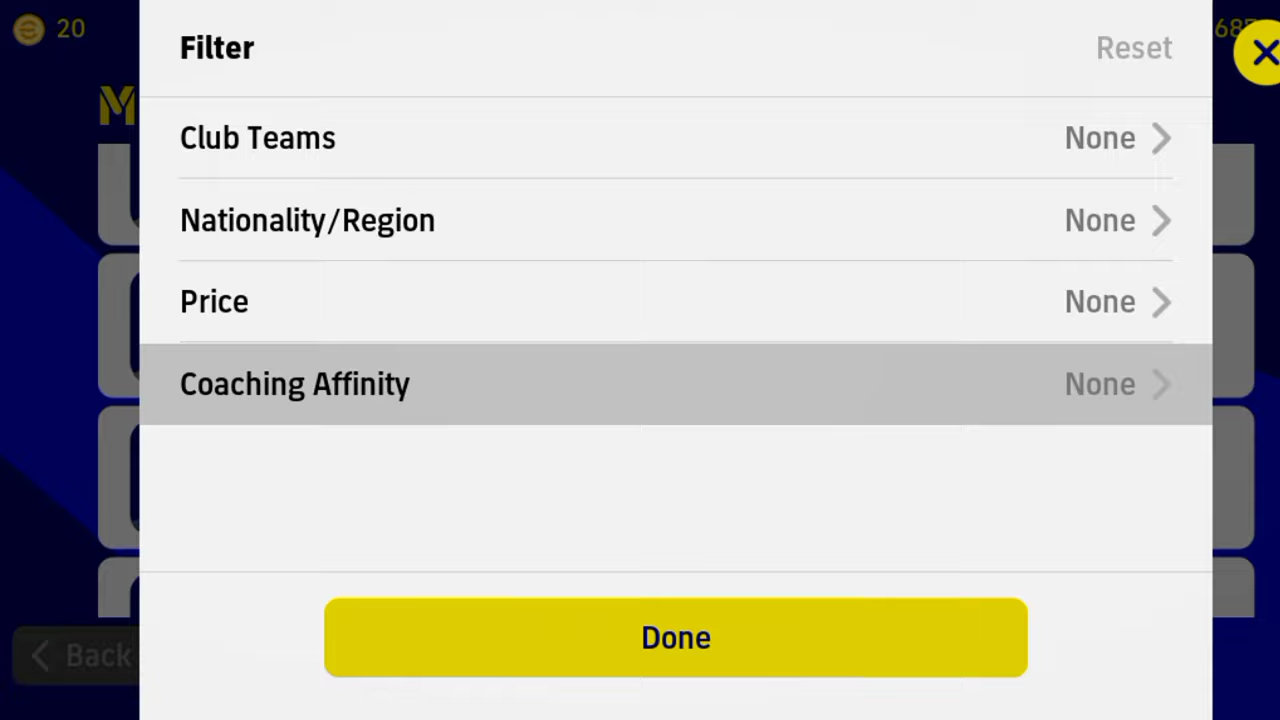 20
Filter
Reset
M
Club Teams
None
Nationality/Region
None
Price
None
Coaching Affinity
None
Done
Back